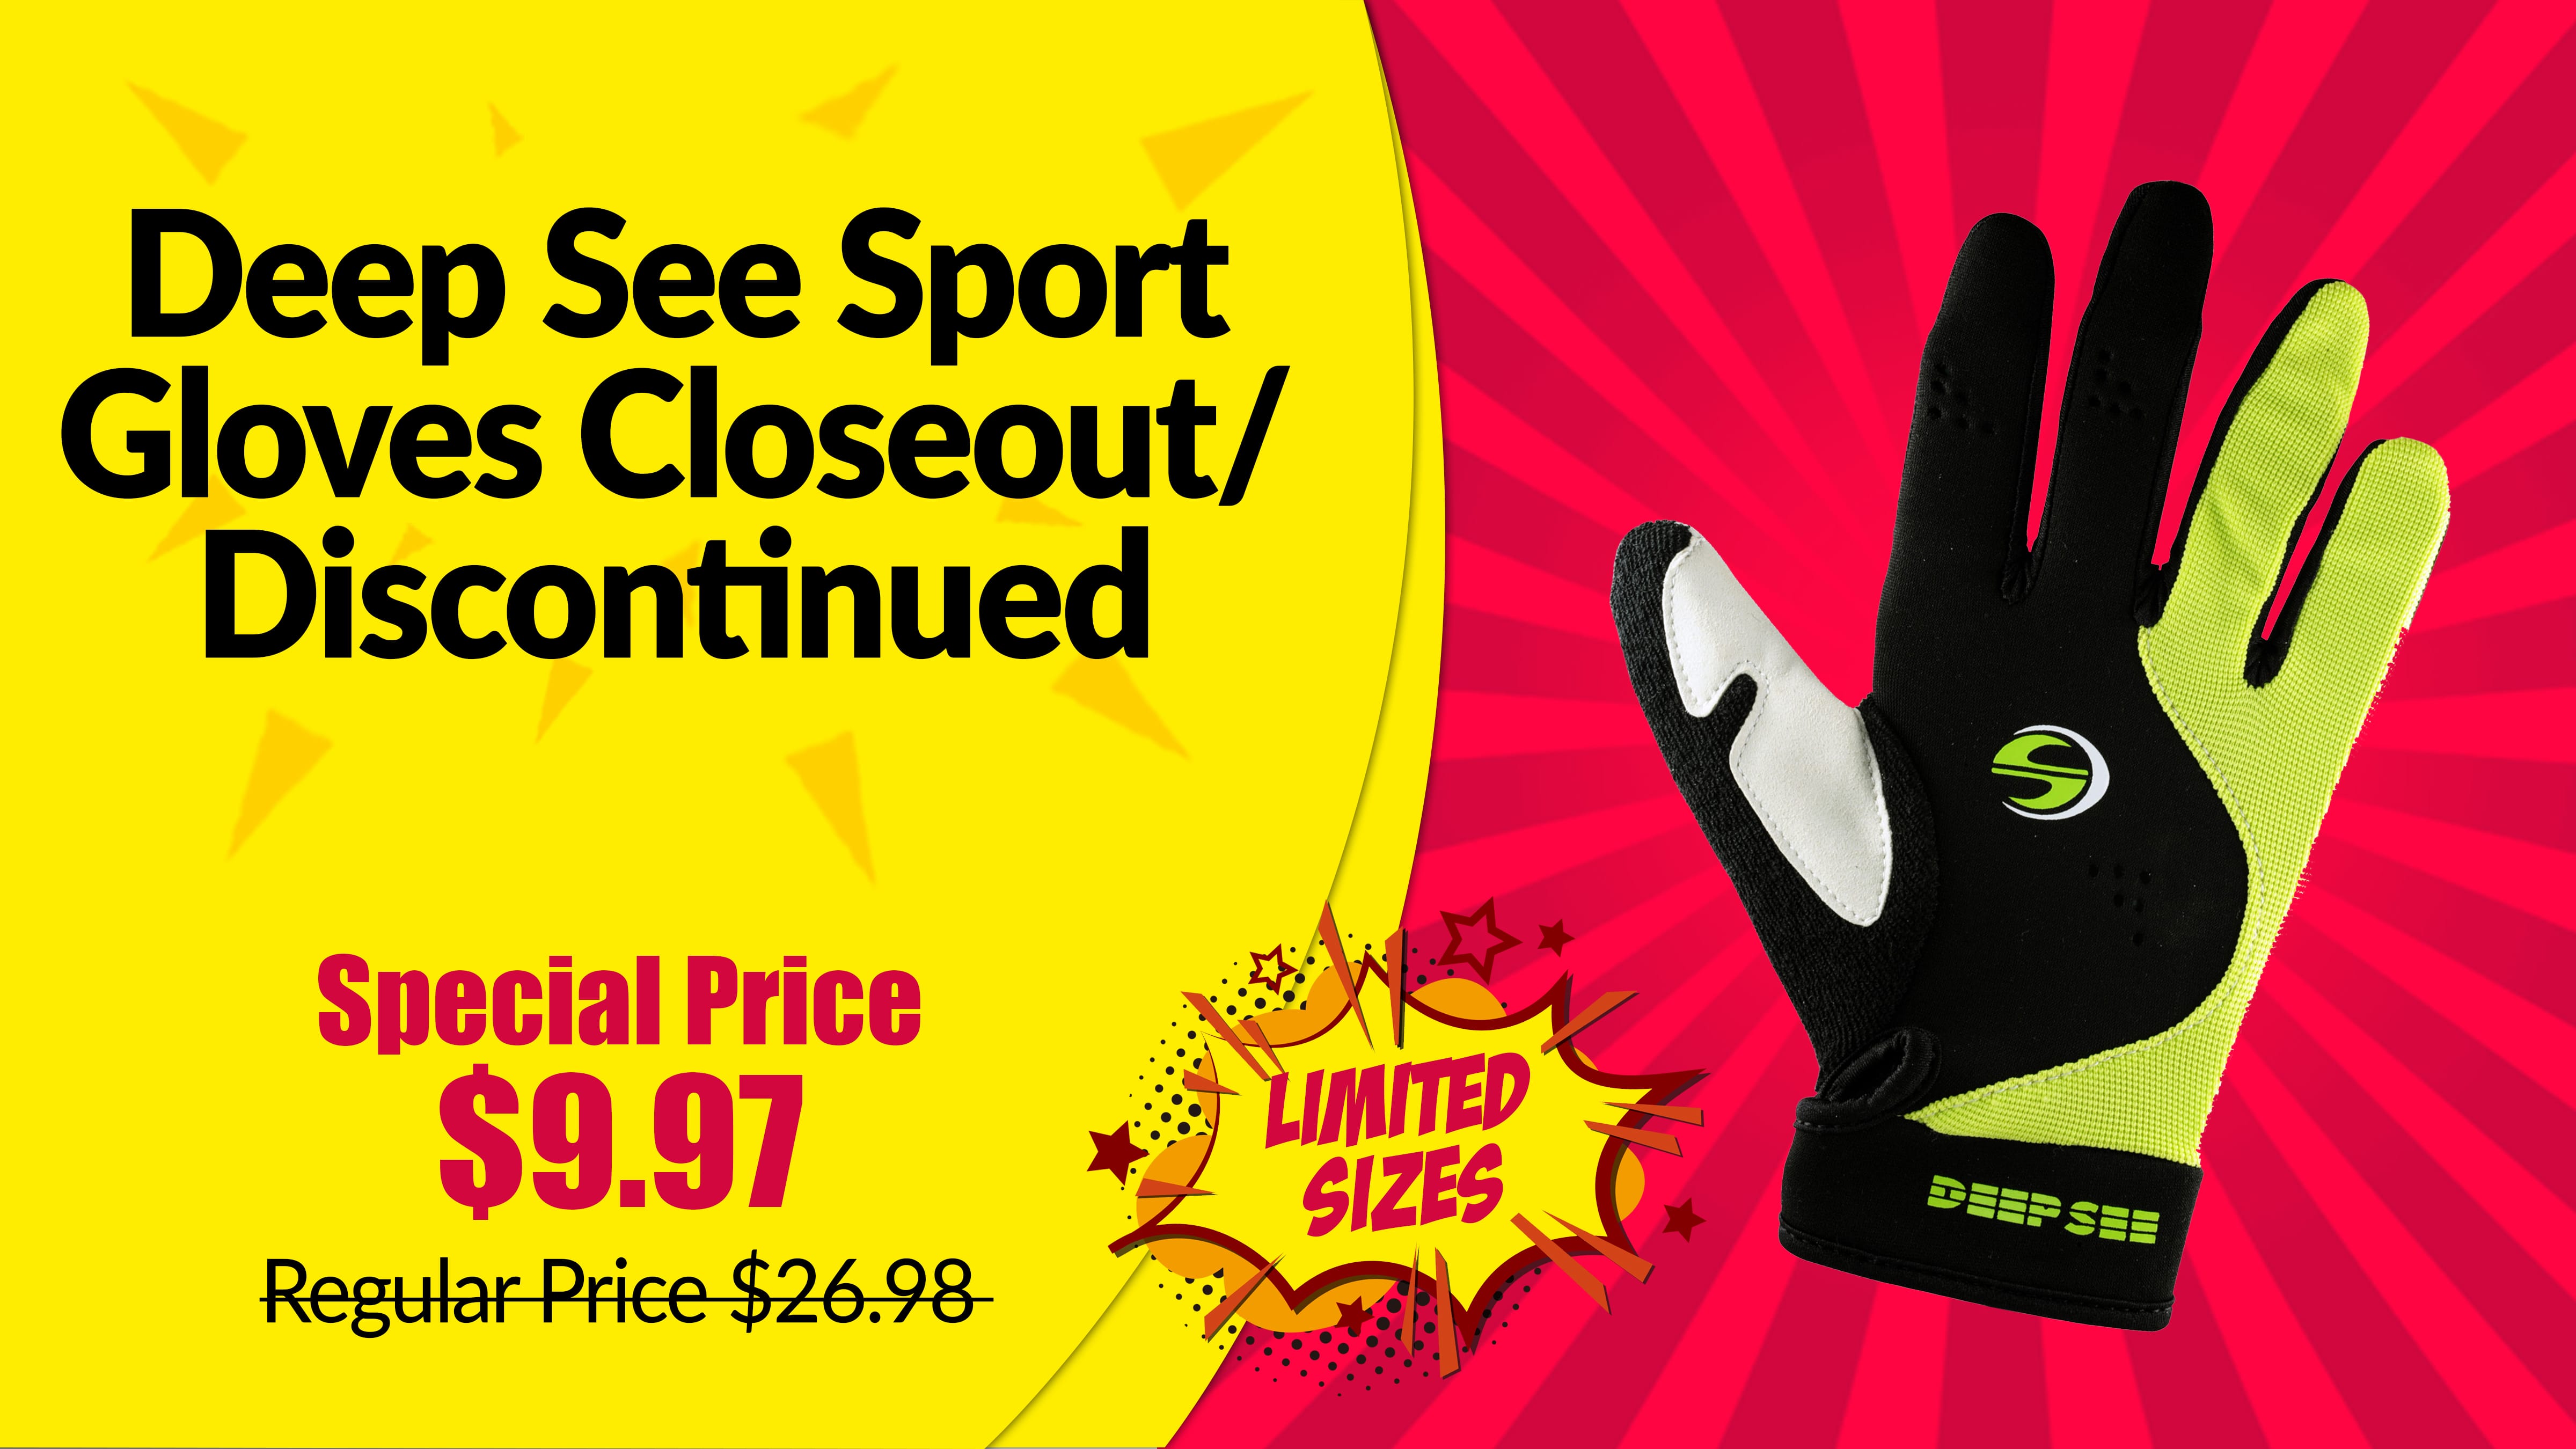 Deep See Sport
Gloves Closeout/
Discontinued
Special Price
$9.97
Regular Price $26.98
LIMITED
SIZES
DEEP SEE